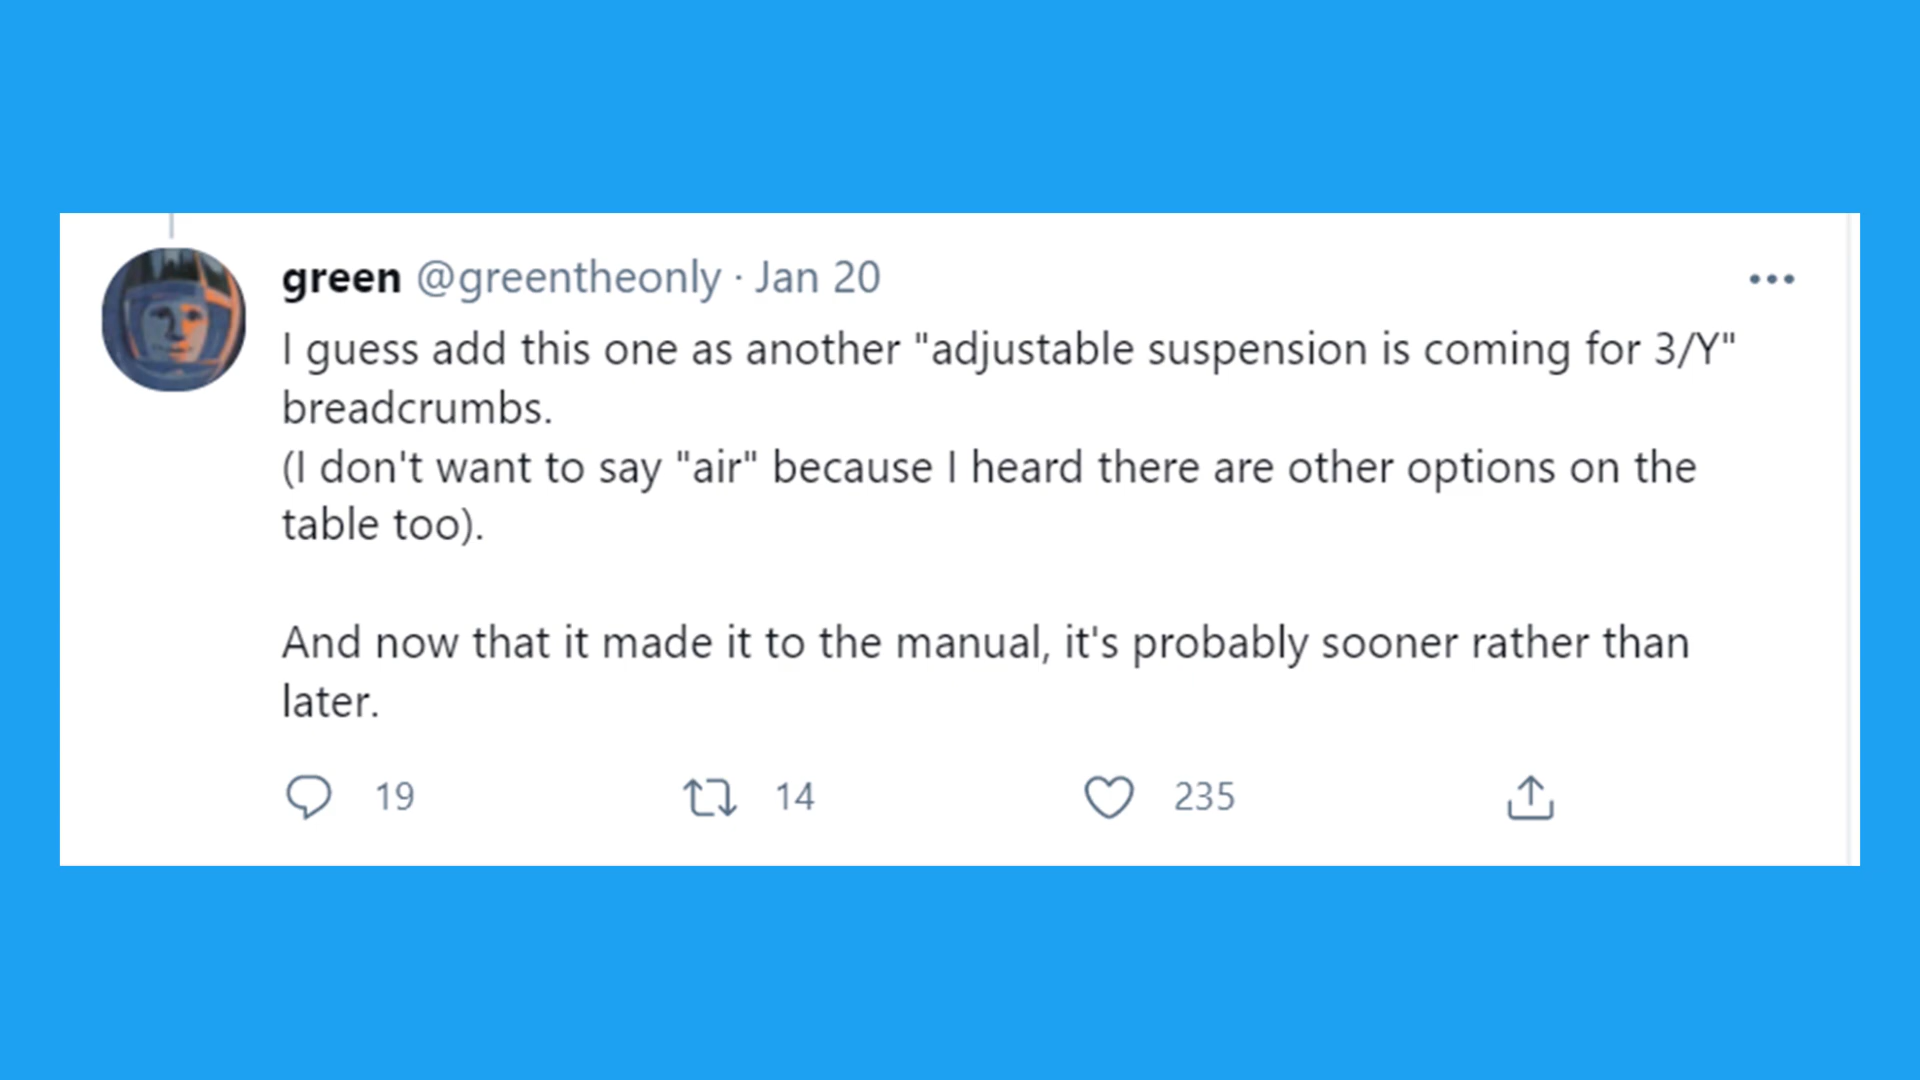 green @greentheonly · Jan 20
I guess add this one as another "adjustable suspension is coming for 3/Y"
breadcrumbs.
(I don't want to say "air" because I heard there are other options on the
table too).
And now that it made it to the manual, it's probably sooner rather than
later.
19 14 235